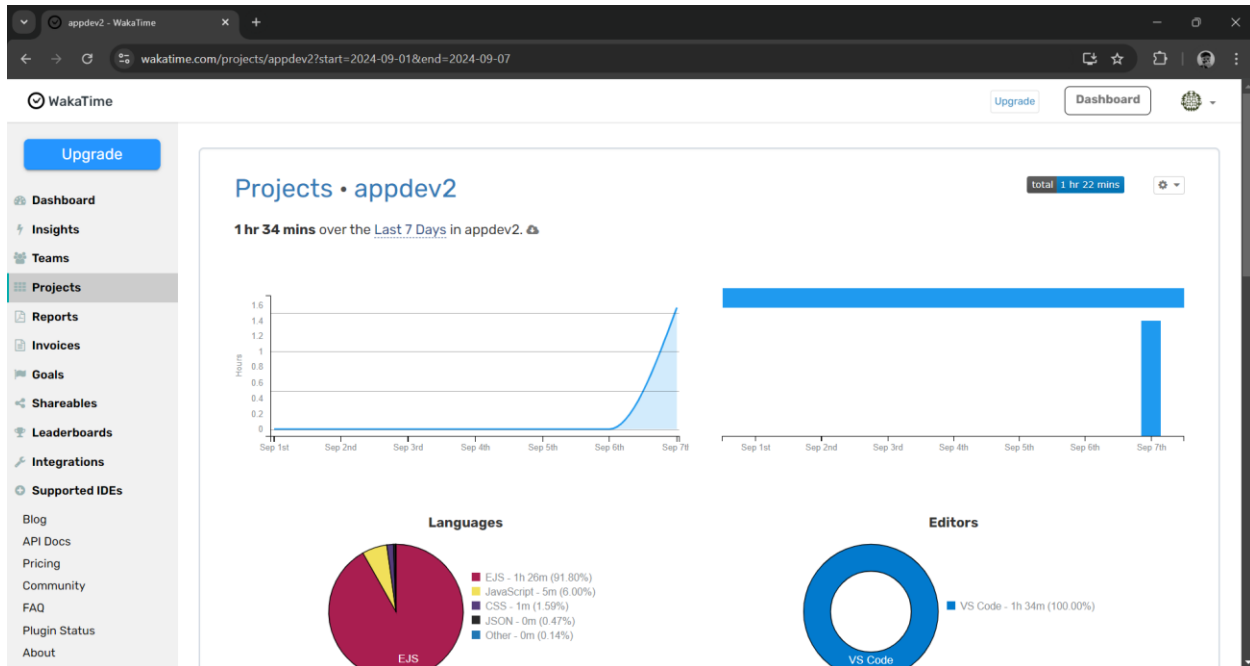 appdev2 - WakaTime
wakatime.com/projects/appdev2?start=2024-09-01&end=2024-09-07
WakaTime
Upgrade
Dashboard
Upgrade
Dashboard
Insights
Teams
Projects
Reports
Invoices
Goals
Shareables
Leaderboards
Integrations
Supported IDEs
Blog
API Docs
Pricing
Community
FAQ
Plugin Status
About
Projects • appdev2
total 1 hr 22 mins
1 hr 34 mins over the Last 7 Days in appdev2.
Hours
1.6
1.4
1.2
1
0.8
0.6
0.4
0.2
0
Sep 1st Sep 2nd Sep 3rd Sep 4th Sep 5th Sep 6th Sep 7t
Sep 1st Sep 2nd Sep 3rd Sep 4th Sep 5th Sep 6th Sep 7th
Languages
EJS
EJS - 1h 26m (91.80%)
JavaScript - 5m (6.00%)
CSS - 1m (1.59%)
JSON - 0m (0.47%)
Other - 0m (0.14%)
Editors
VS Code
VS Code - 1h 34m (100.00%)